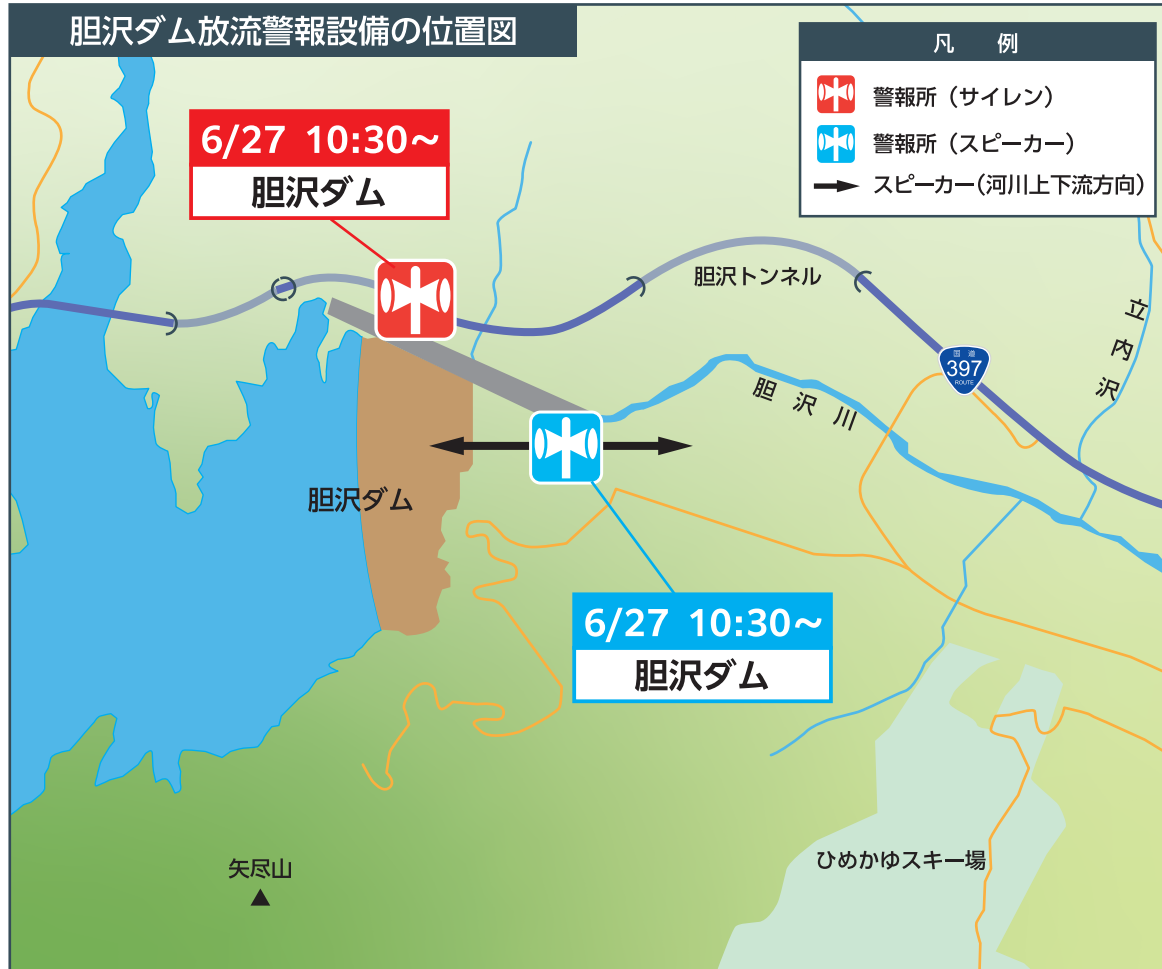 胆沢ダム放流警報設備の位置図
凡 例
警報所（サイレン）
警報所（スピーカー）
スピーカー（河川上下流方向）
6/27 10:30～
胆沢ダム
胆沢トンネル
立内沢
国道
397
ROUTE
胆沢川
胆沢ダム
6/27 10:30～
胆沢ダム
ひめかゆスキー場
矢尽山